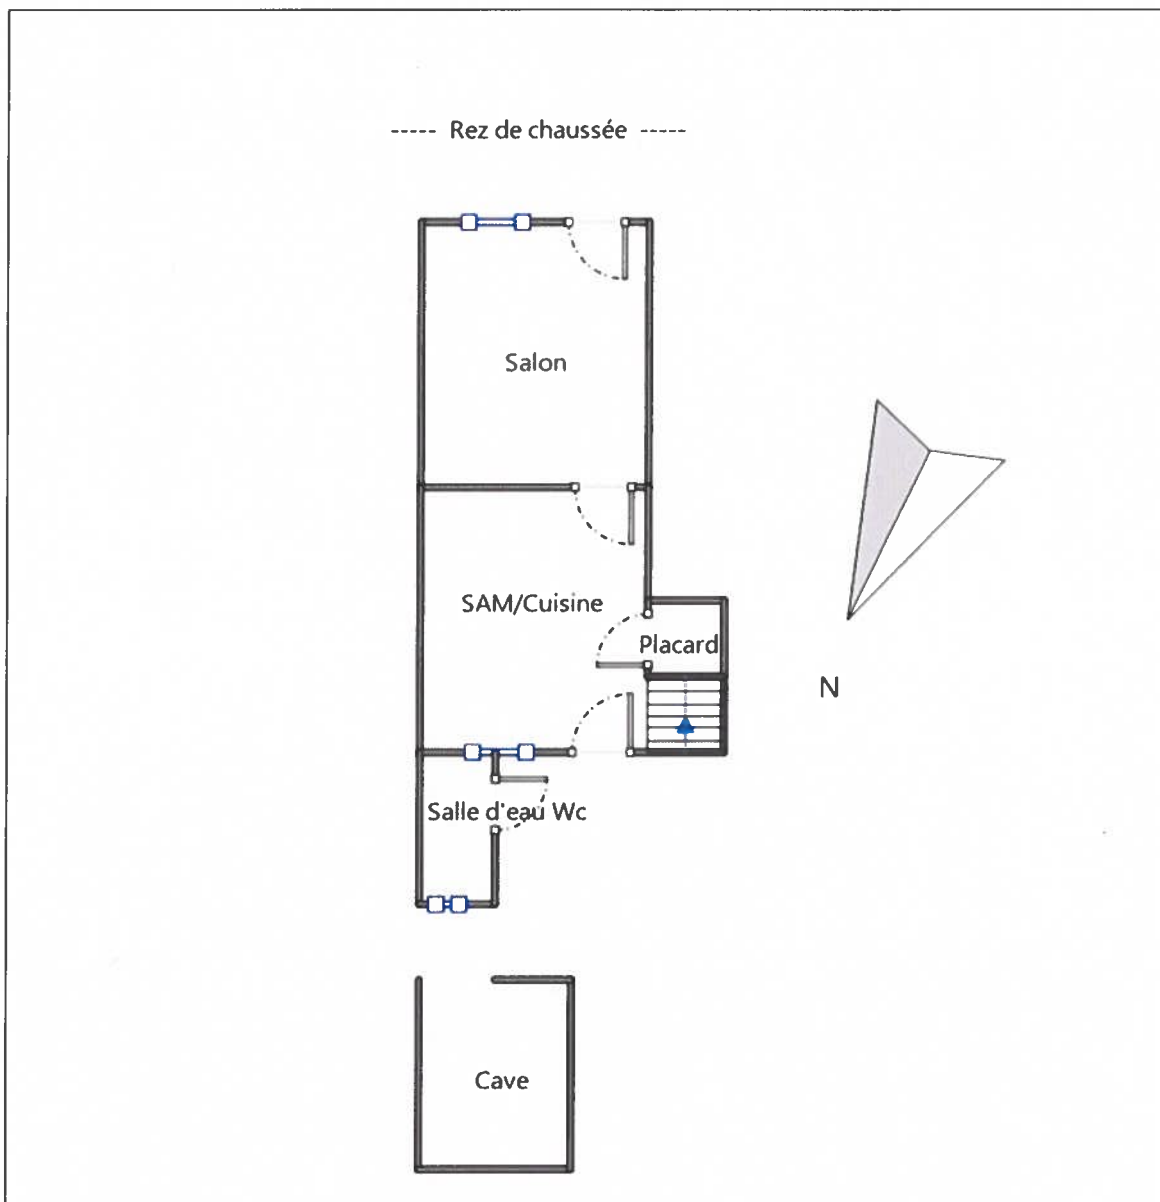 ----- Rez de chaussée -----
Salon
SAM/Cuisine
Placard
N
Salle d'eau Wc
Cave